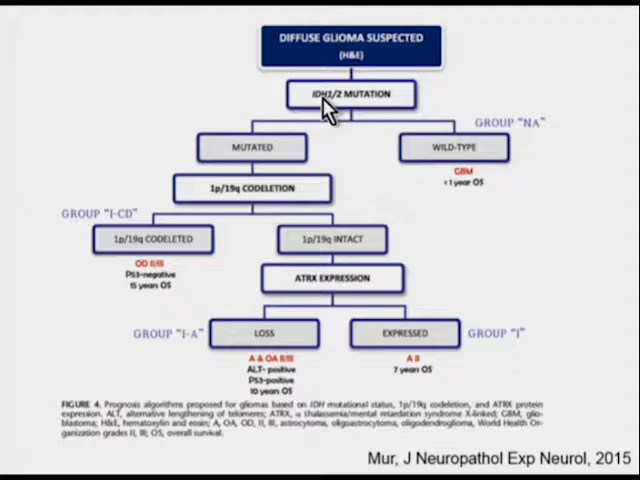 DIFFUSE GLIOMA SUSPECTED
(H&E)
IDH1/2 MUTATION
GROUP "NA"
MUTATED
WILD-TYPE
GBM
<1 year OS
1p/19q CODELETION
GROUP "I-CD"
1p/19q CODELETED
1p/19q INTACT
OD II/III
P53-negative
15 years OS
ATRX EXPRESSION
GROUP "I-A"
LOSS
EXPRESSED
GROUP "I"
A & OA II/III
ALT- positive
P53-positive
10 years OS
A II
7 years OS
FIGURE 4. Prognosis algorithms proposed for gliomas based on IDH mutational status, 1p/19q codeletion, and ATRX protein
expression. ALT, alternative lengthening of telomeres; ATRX, α thalassemia/mental retardation syndrome X-linked; GBM, glio-
blastoma; H&E, hematoxylin and eosin; A, OA, OD, II, III, astrocytoma, oligoastrocytoma, oligodendroglioma, World Health Or-
ganization grades II, III; OS, overall survival.
Mur, J Neuropathol Exp Neurol, 2015